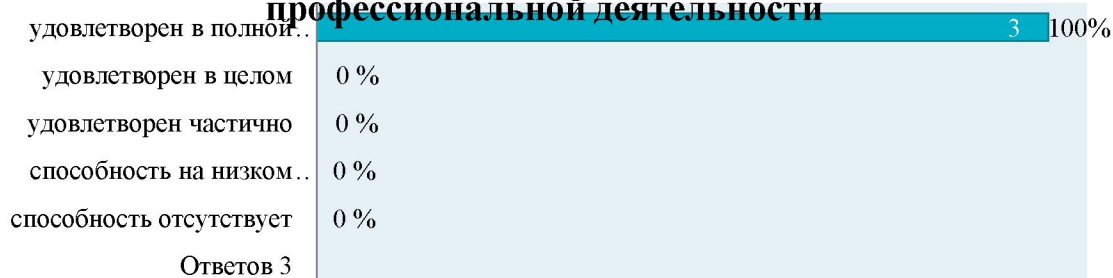 профессиональной деятельности
удовлетворен в полной.. 3 100%
удовлетворен в целом 0 %
удовлетворен частично 0 %
способность на низком.. 0 %
способность отсутствует 0 %
Ответов 3